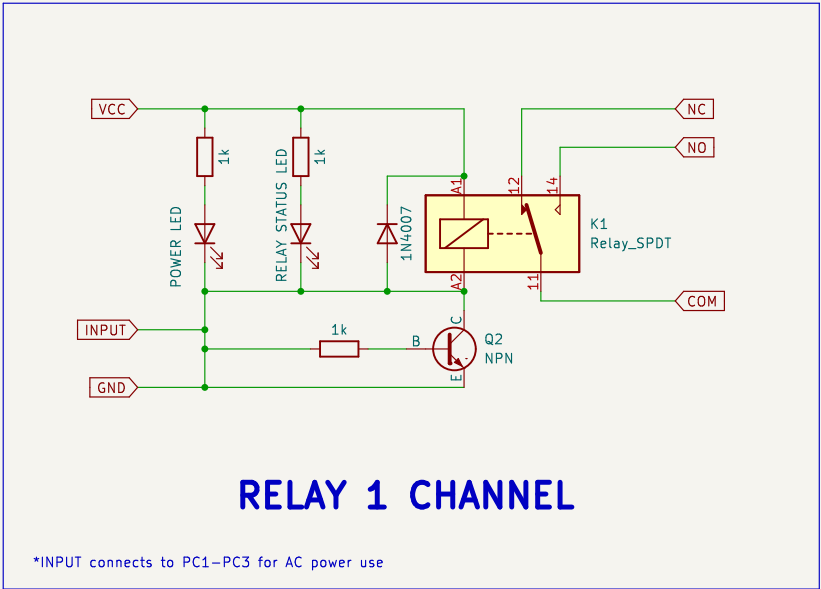 VCC
NC
NO
1k
1k
POWER LED
RELAY STATUS LED
1N4007
A1
12
14
K1
Relay_SPDT
A2
11
COM
INPUT
1k
B
C
E
Q2
NPN
GND
RELAY 1 CHANNEL
*INPUT connects to PC1-PC3 for AC power use